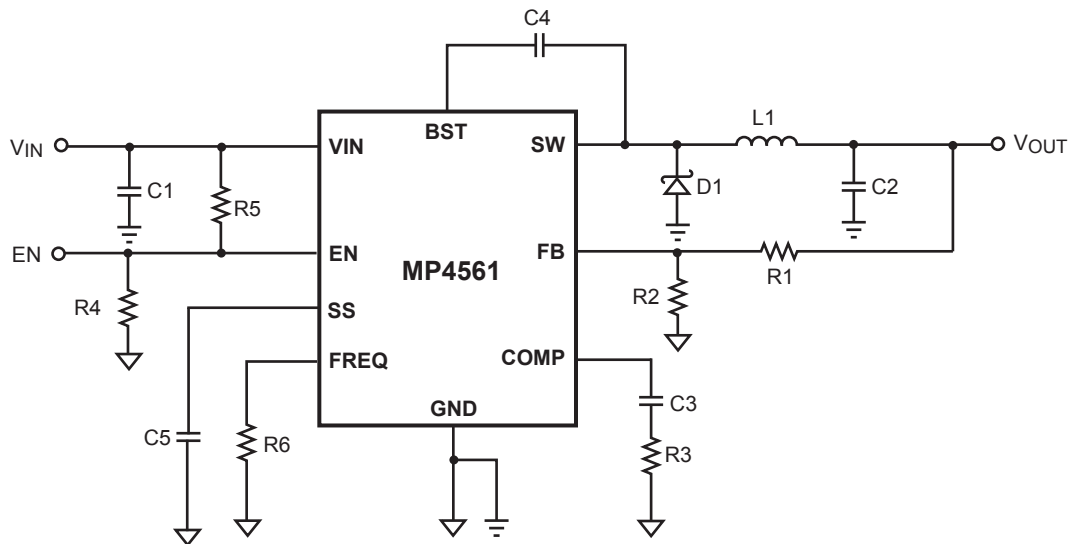 C4
BST
SW
L1
VIN
VIN
VOUT
C1
R5
D1
C2
EN
EN
MP4561
FB
R1
R4
R2
SS
FREQ
COMP
GND
C3
C5
R6
R3